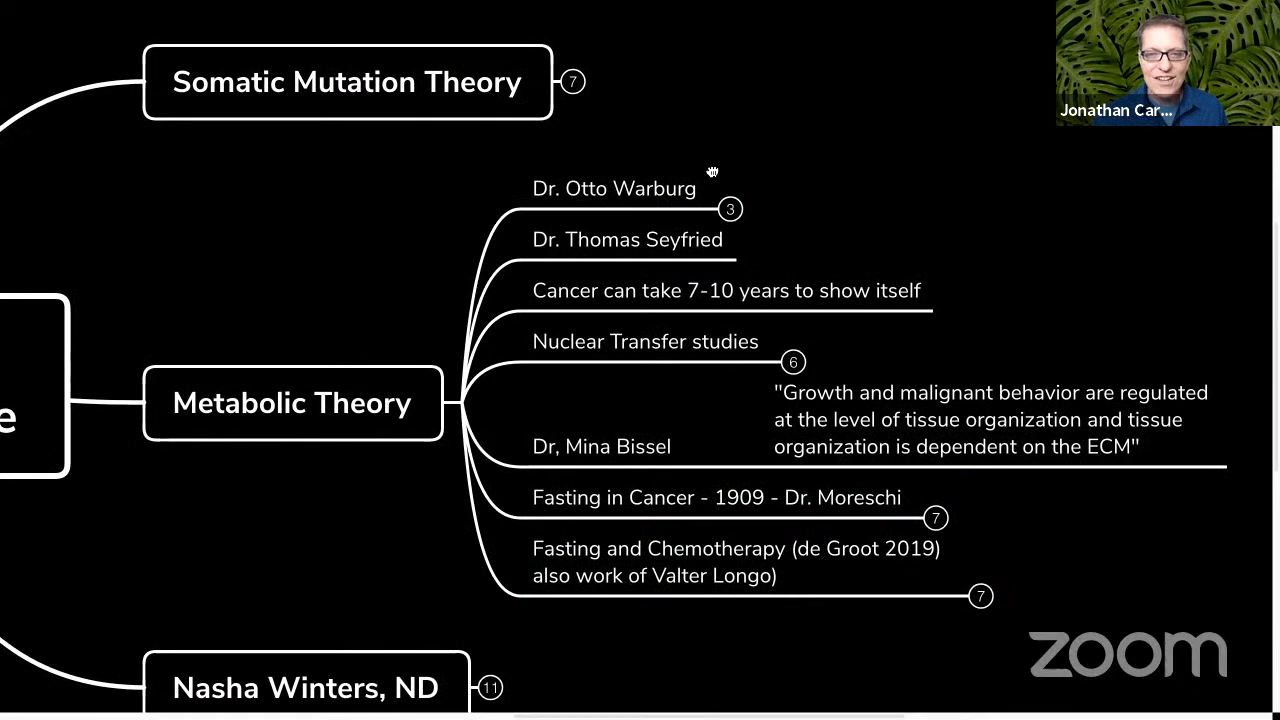 Somatic Mutation Theory
7
Jonathan Car...
Dr. Otto Warburg
3
Dr. Thomas Seyfried
Cancer can take 7-10 years to show itself
Nuclear Transfer studies
6
e
Metabolic Theory
Dr, Mina Bissel
"Growth and malignant behavior are regulated
at the level of tissue organization and tissue
organization is dependent on the ECM"
Fasting in Cancer - 1909 - Dr. Moreschi
7
Fasting and Chemotherapy (de Groot 2019)
also work of Valter Longo)
7
Nasha Winters, ND
11
zoom